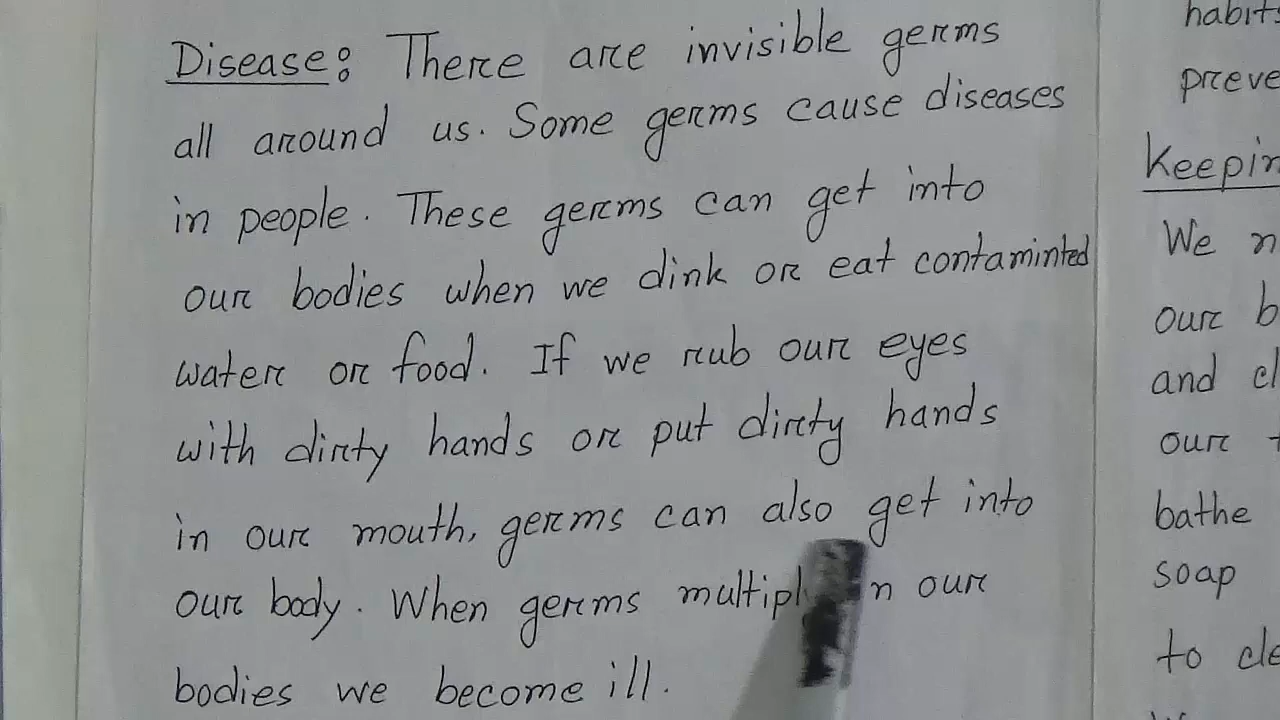 Disease: There are invisible germs
all around us. Some germs cause diseases
in people. These germs can get into
our bodies when we dink or eat contaminted
water or food. If we rub our eyes
with dirty hands or put dirty hands
in our mouth, germs can also get into
our body. When germs our
bodies we become ill.
habits
preve
Keepin
We n
our b
and cl
our
bathe
soap
to cle